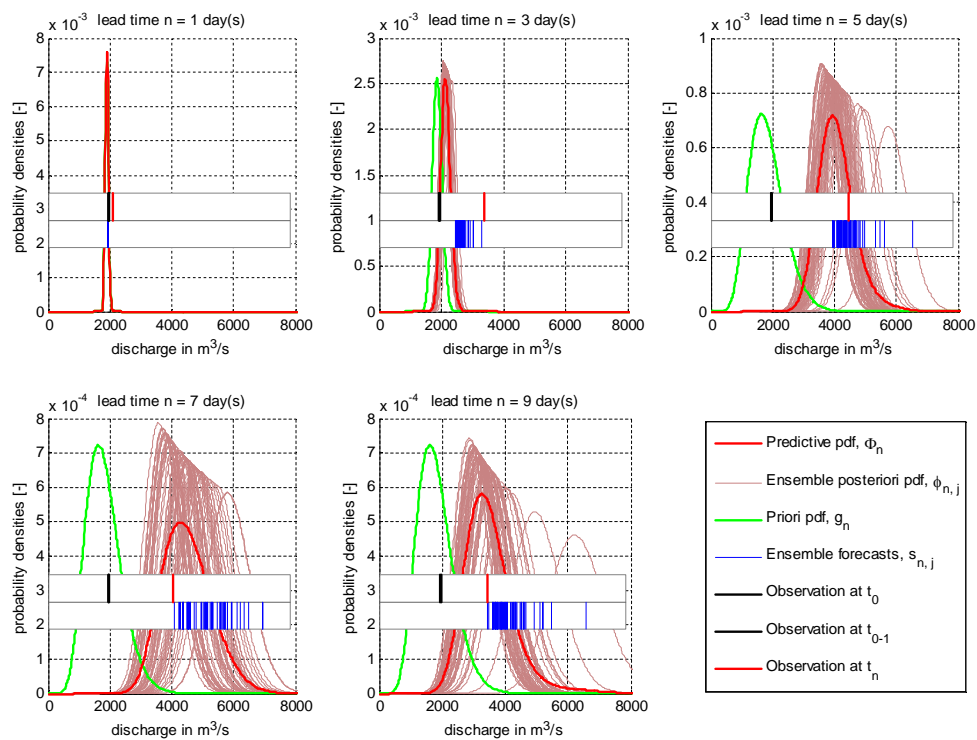 x 10⁻³ lead time n = 1 day(s)
8
7
6
5
4
3
2
1
0
probability densities [-]
0 2000 4000 6000 8000
discharge in m³/s
x 10⁻³ lead time n = 3 day(s)
3
2.5
2
1.5
1
0.5
0
probability densities [-]
0 2000 4000 6000 8000
discharge in m³/s
x 10⁻³ lead time n = 5 day(s)
1
0.8
0.6
0.4
0.2
0
probability densities [-]
0 2000 4000 6000 8000
discharge in m³/s
x 10⁻⁴ lead time n = 7 day(s)
8
7
6
5
4
3
2
1
0
probability densities [-]
0 2000 4000 6000 8000
discharge in m³/s
x 10⁻⁴ lead time n = 9 day(s)
8
7
6
5
4
3
2
1
0
probability densities [-]
0 2000 4000 6000 8000
discharge in m³/s
Predictive pdf, Φn
Ensemble posteriori pdf, ϕn, j
Priori pdf, gn
Ensemble forecasts, sn, j
Observation at t0
Observation at t0-1
Observation at tn